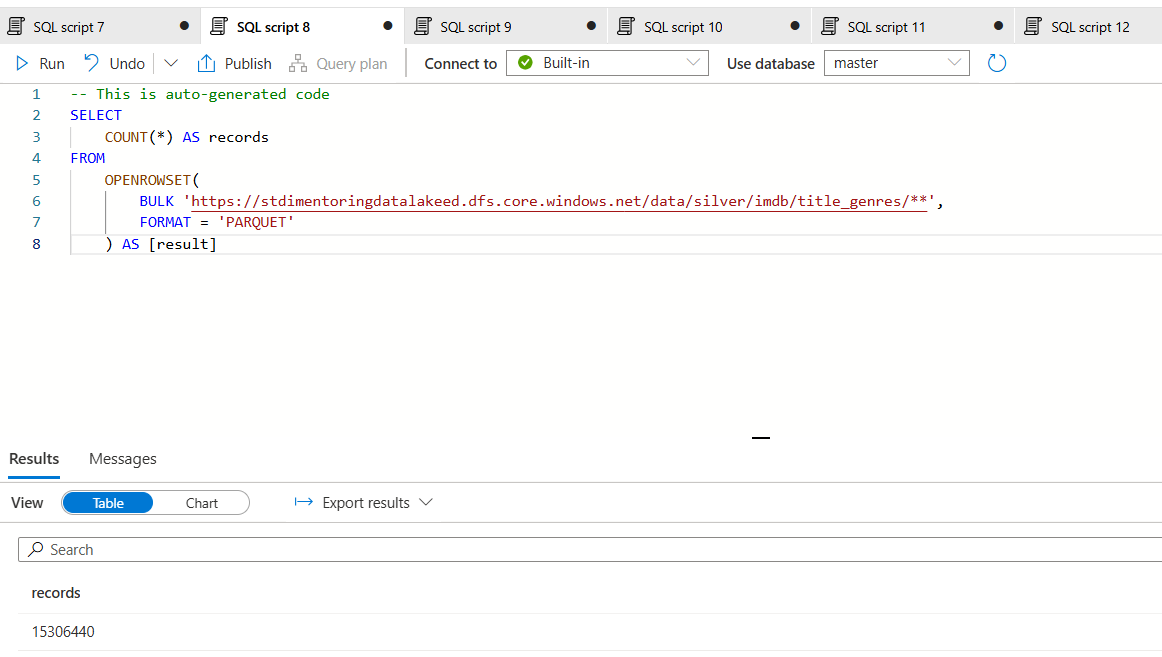 SQL script 7 SQL script 8 SQL script 9 SQL script 10 SQL script 11 SQL script 12
Run Undo Publish Query plan Connect to Built-in Use database master
1 -- This is auto-generated code
2 SELECT
3 COUNT(*) AS records
4 FROM
5 OPENROWSET(
6 BULK 'https://stdimentoringdatalakeed.dfs.core.windows.net/data/silver/imdb/title_genres/**',
7 FORMAT = 'PARQUET'
8 ) AS [result]
Results Messages
View Table Chart Export results
Search
records
15306440